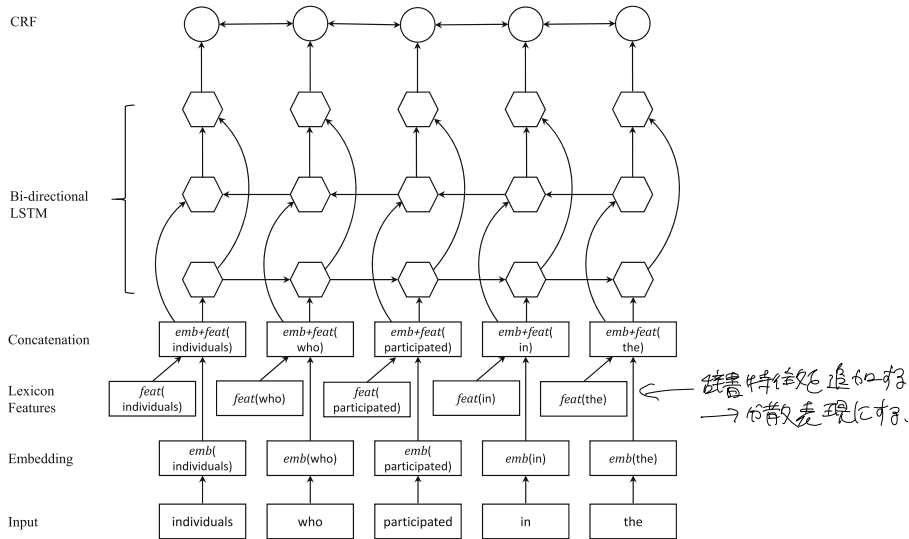 CRF
Bi-directional
LSTM
Concatenation
emb+feat(
individuals)
emb+feat(
who)
emb+feat(
participated)
emb+feat(
in)
emb+feat(
the)
Lexicon
Features
feat(
individuals)
feat(who)
feat(
participated)
feat(in)
feat(the)
← 辞書特徴を追加する
→分散表現にする、
Embedding
emb(
individuals)
emb(who)
emb(
participated)
emb(in)
emb(the)
Input
individuals
who
participated
in
the